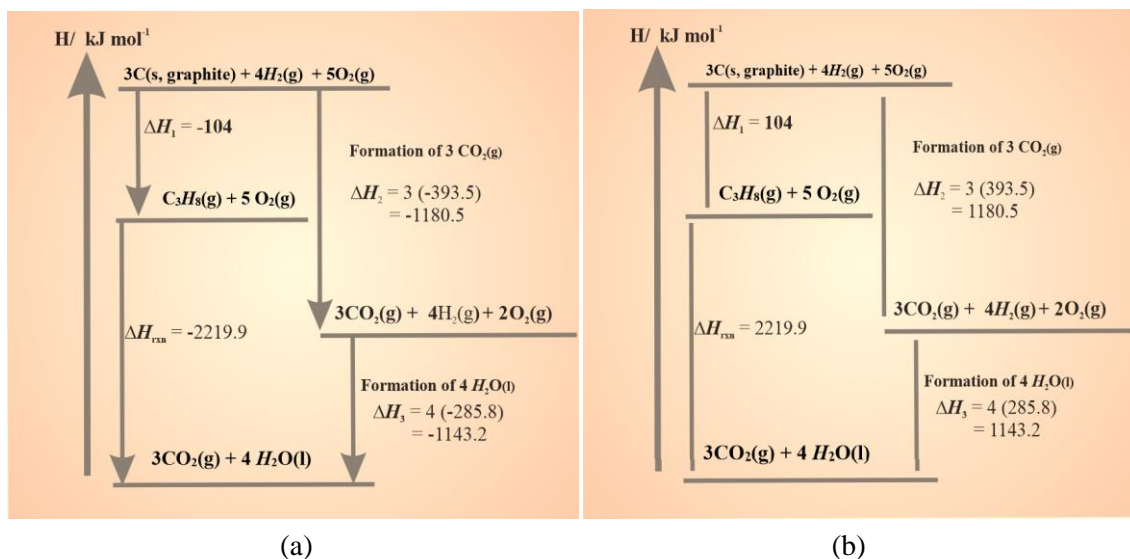 H/ kJ mol⁻¹
3C(s, graphite) + 4H₂(g) + 5O₂(g)
ΔH₁ = -104
Formation of 3 CO₂(g)
ΔH₂ = 3 (-393.5)
= -1180.5
C₃H₈(g) + 5 O₂(g)
3CO₂(g) + 4H₂(g) + 2O₂(g)
ΔHrxn = -2219.9
Formation of 4 H₂O(l)
ΔH₃ = 4 (-285.8)
= -1143.2
3CO₂(g) + 4 H₂O(l)
(a)
H/ kJ mol⁻¹
3C(s, graphite) + 4H₂(g) + 5O₂(g)
ΔH₁ = 104
Formation of 3 CO₂(g)
ΔH₂ = 3 (393.5)
= 1180.5
C₃H₈(g) + 5 O₂(g)
3CO₂(g) + 4H₂(g) + 2O₂(g)
ΔHrxn = 2219.9
Formation of 4 H₂O(l)
ΔH₃ = 4 (285.8)
= 1143.2
3CO₂(g) + 4 H₂O(l)
(b)